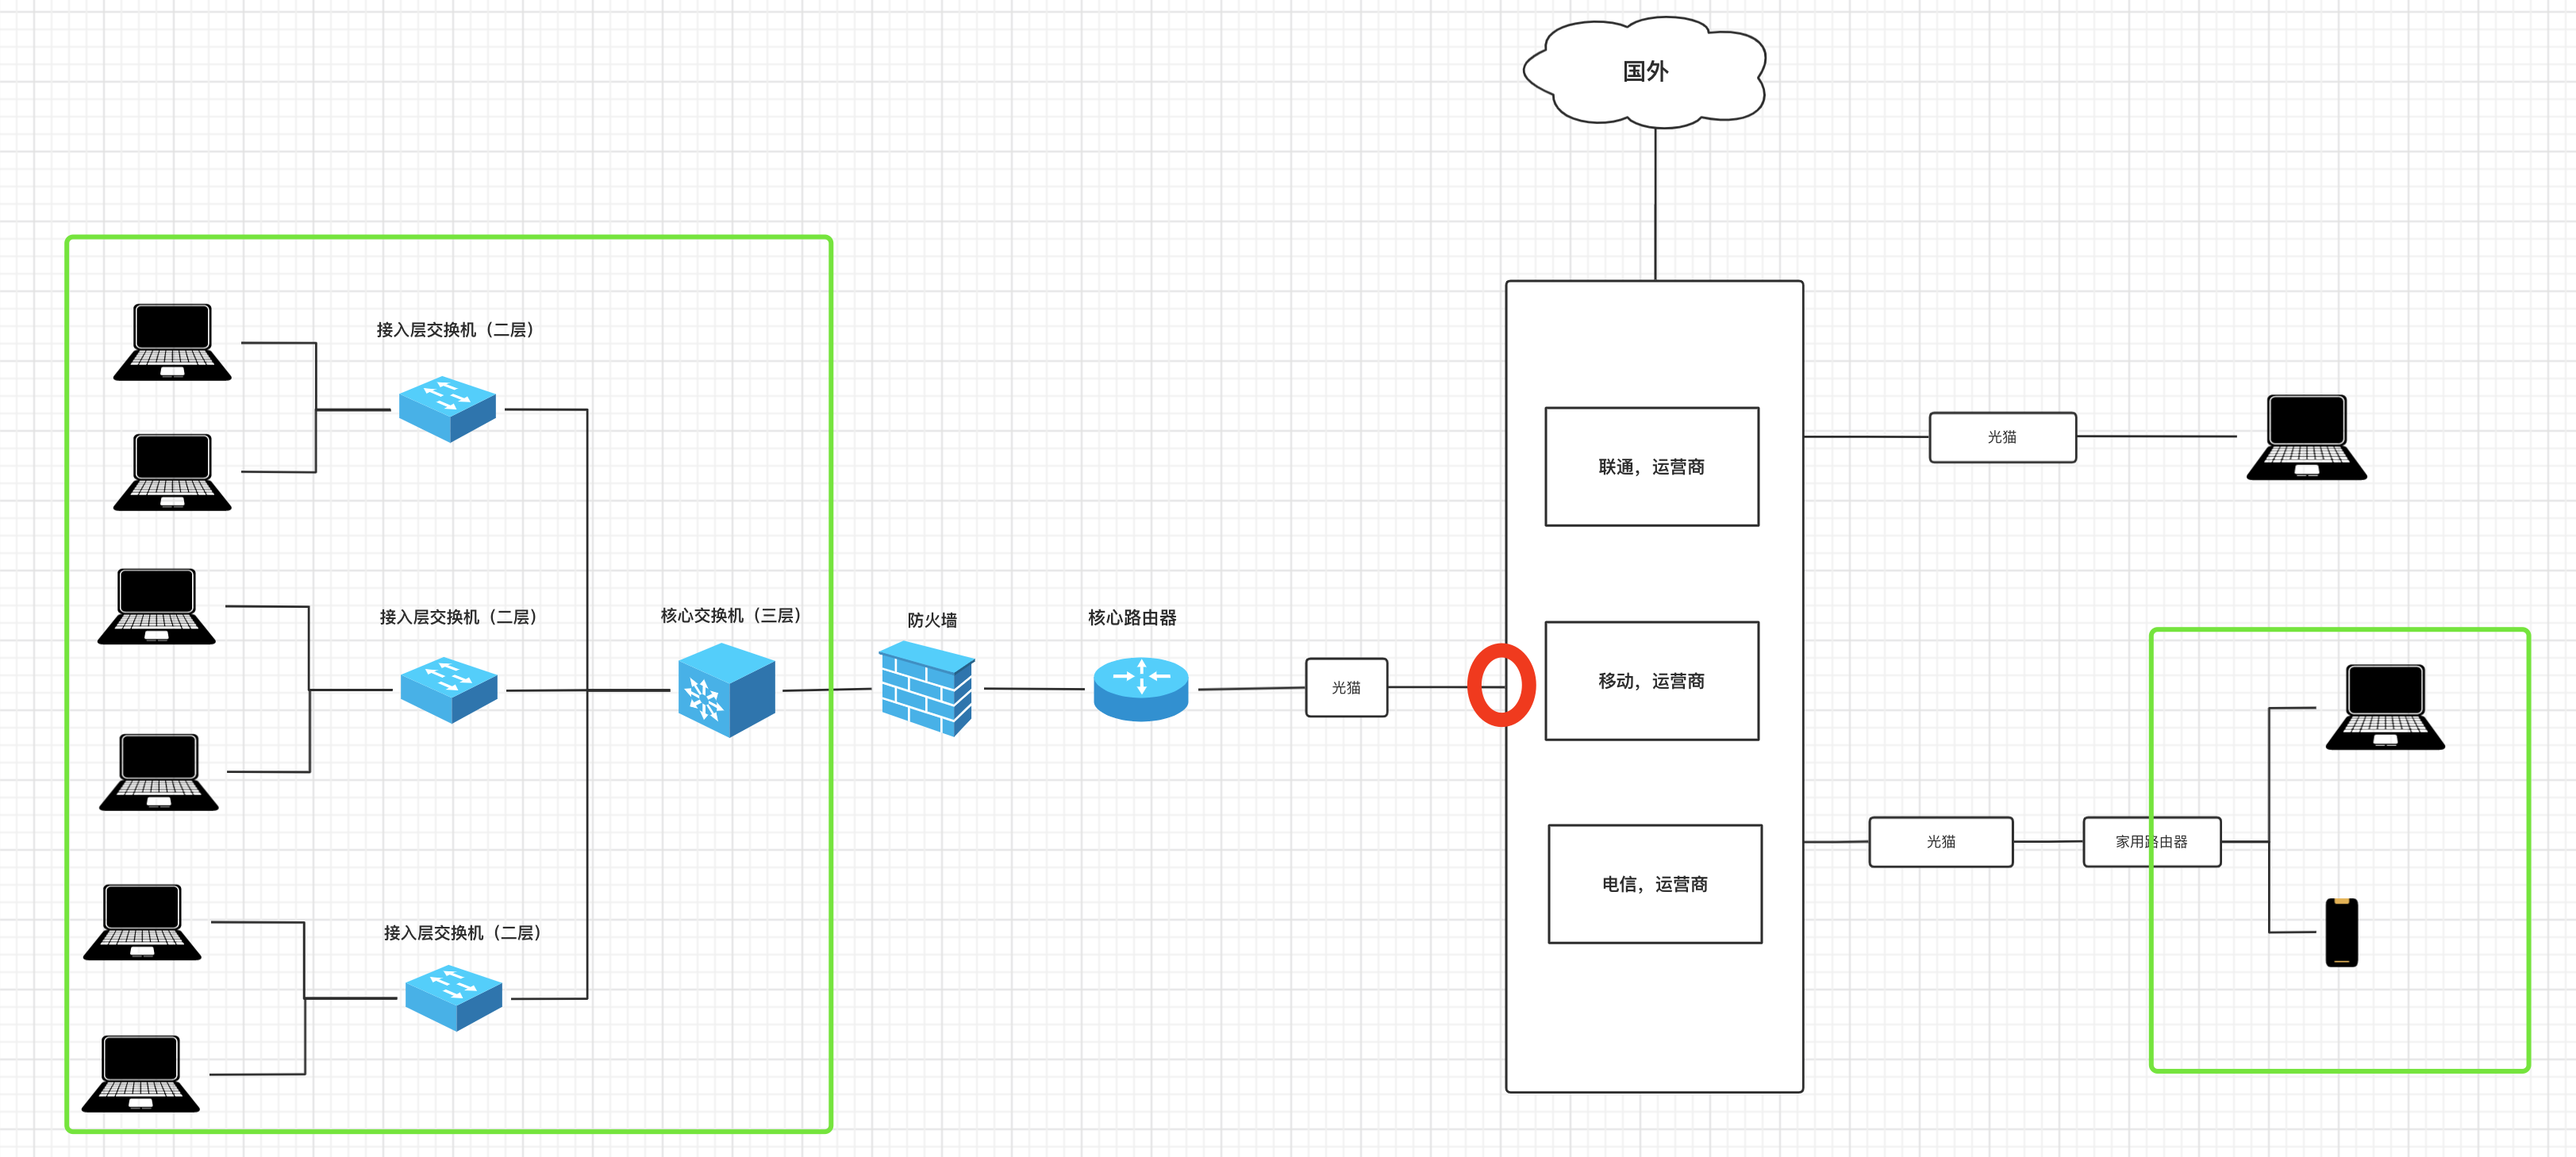 国外
接入层交换机（二层）
联通，运营商
光猫
接入层交换机（二层）
核心交换机（三层）
防火墙
核心路由器
光猫
移动，运营商
光猫
家用路由器
电信，运营商
接入层交换机（二层）